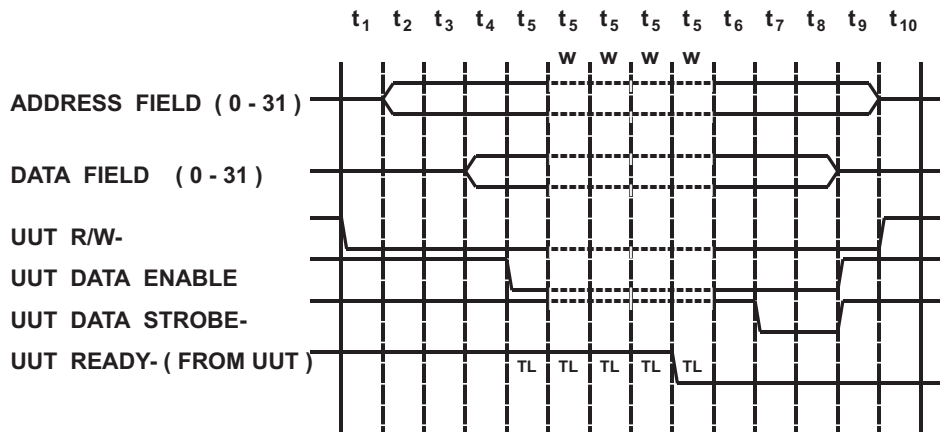 t1 t2 t3 t4 t5 t5 t5 t5 t5 t6 t7 t8 t9 t10
W W W W
ADDRESS FIELD ( 0 - 31 )
DATA FIELD ( 0 - 31 )
UUT R/W-
UUT DATA ENABLE
UUT DATA STROBE-
UUT READY- ( FROM UUT )
TL TL TL TL TL